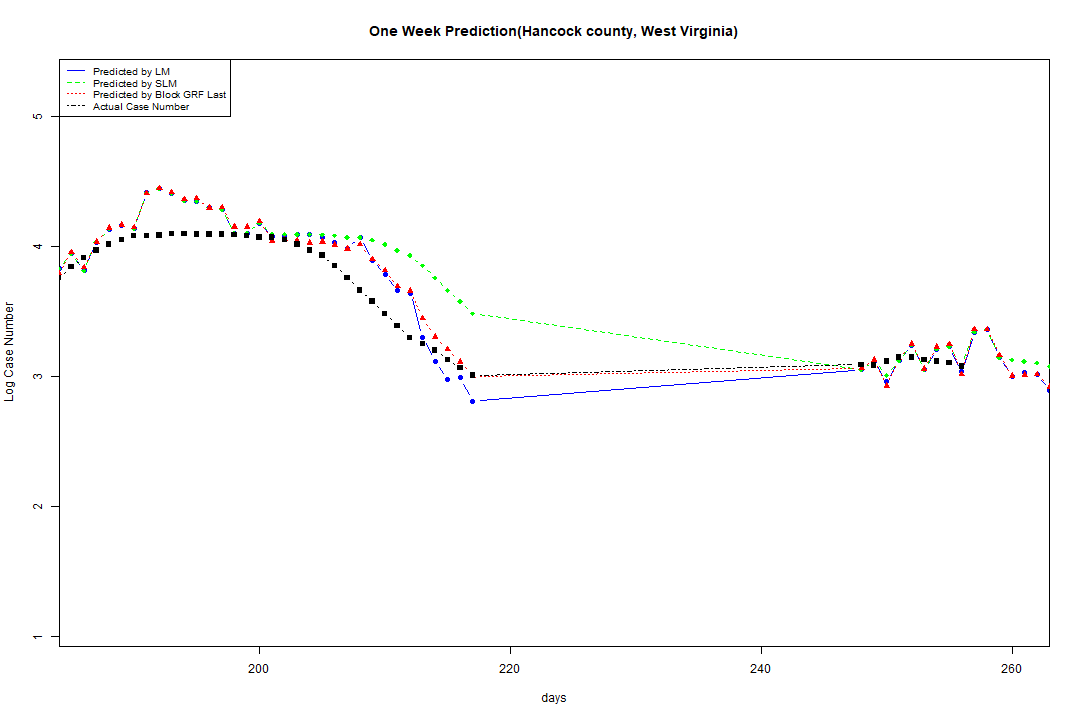 One Week Prediction(Hancock county, West Virginia)
Predicted by LM
Predicted by SLM
Predicted by Block GRF Last
Actual Case Number
5
4
3
2
1
Log Case Number
200 220 240 260
days